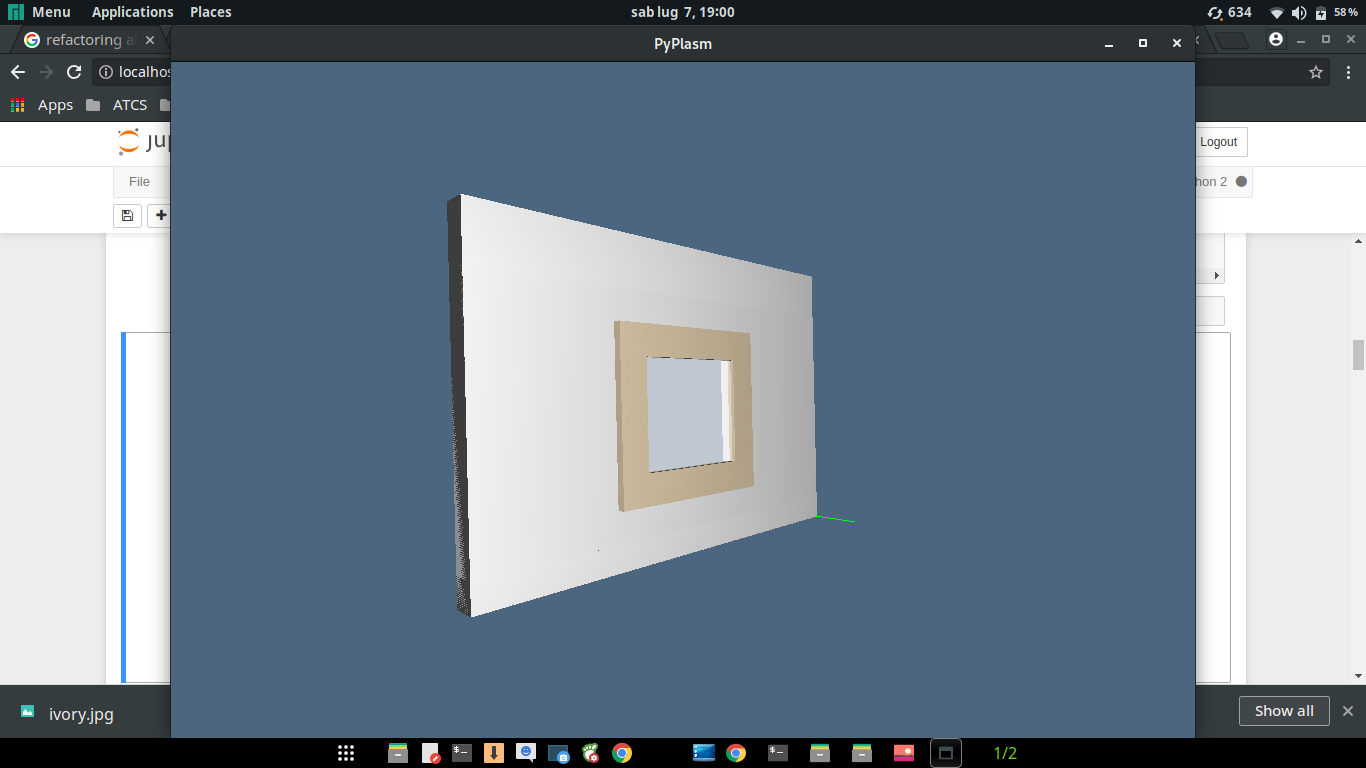 Menu Applications Places sab lug 7, 19:00 634 58%
refactoring a
PyPlasm
localhos
Apps ATCS
jup
Logout
File
hon 2
ivory.jpg
Show all
$-
$-
1/2